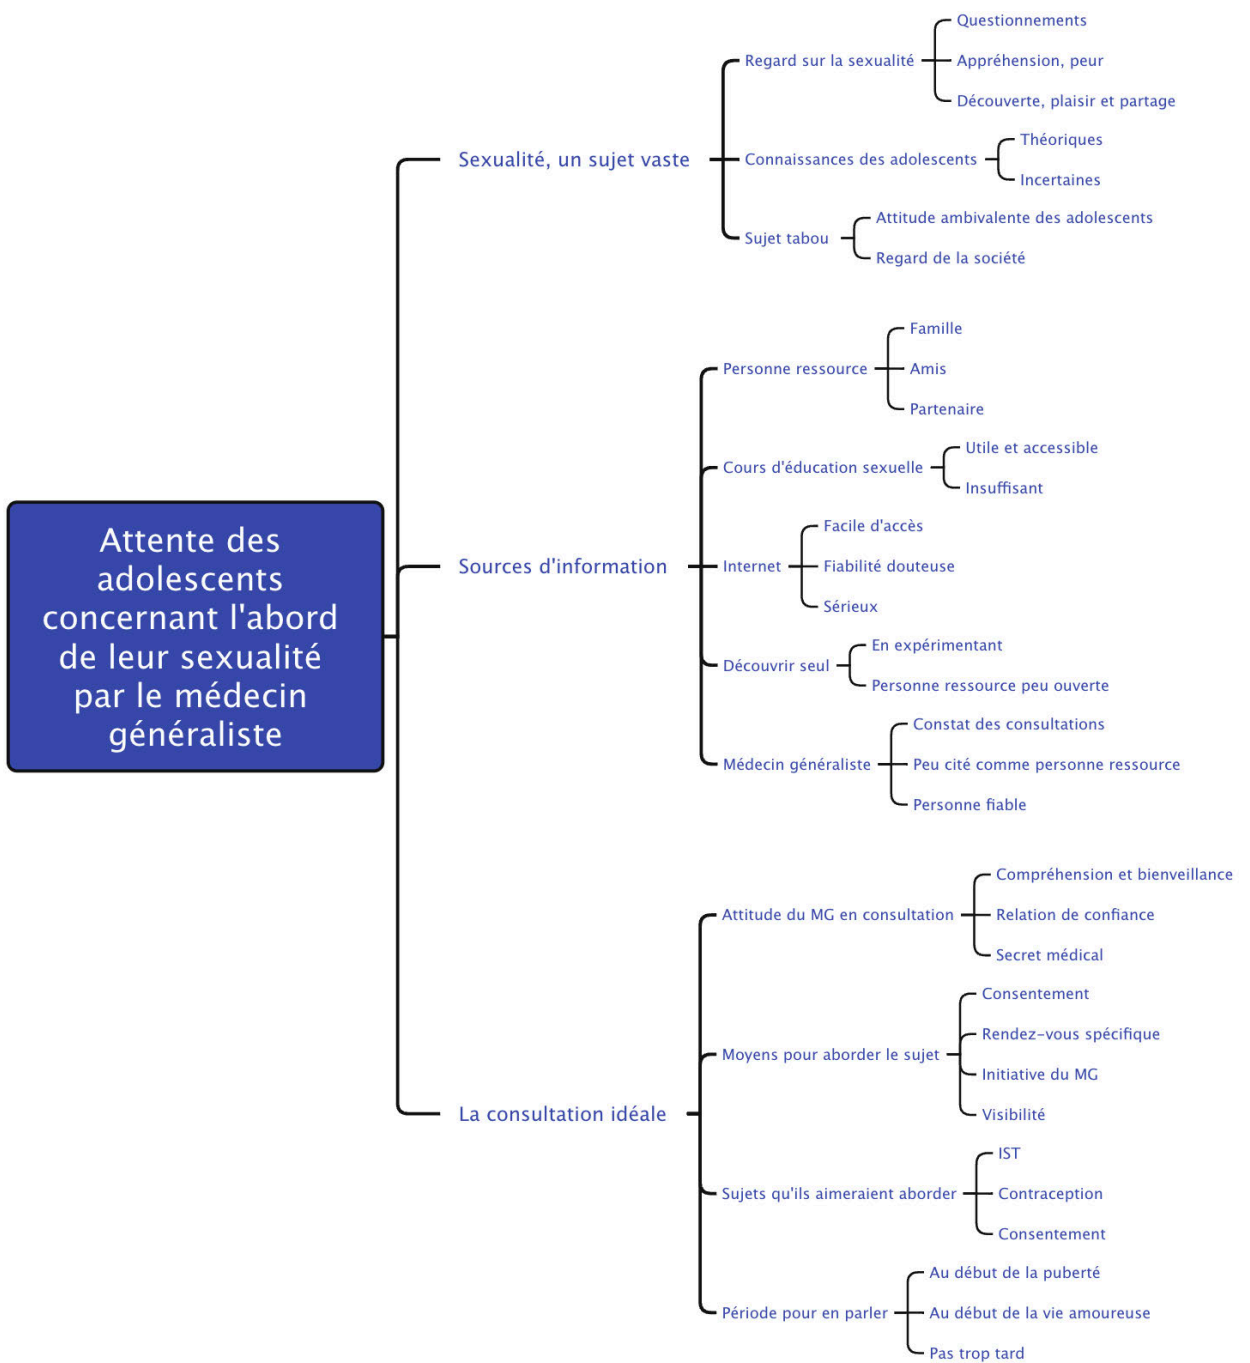 Attente des
adolescents
concernant l'abord
de leur sexualité
par le médecin
généraliste
Sexualité, un sujet vaste
Regard sur la sexualité
Questionnements
Appréhension, peur
Découverte, plaisir et partage
Connaissances des adolescents
Théoriques
Incertaines
Sujet tabou
Attitude ambivalente des adolescents
Regard de la société
Sources d'information
Personne ressource
Famille
Amis
Partenaire
Cours d'éducation sexuelle
Utile et accessible
Insuffisant
Internet
Facile d'accès
Fiabilité douteuse
Sérieux
Découvrir seul
En expérimentant
Personne ressource peu ouverte
Médecin généraliste
Constat des consultations
Peu cité comme personne ressource
Personne fiable
La consultation idéale
Attitude du MG en consultation
Compréhension et bienveillance
Relation de confiance
Secret médical
Moyens pour aborder le sujet
Consentement
Rendez-vous spécifique
Initiative du MG
Visibilité
Sujets qu'ils aimeraient aborder
IST
Contraception
Consentement
Période pour en parler
Au début de la puberté
Au début de la vie amoureuse
Pas trop tard